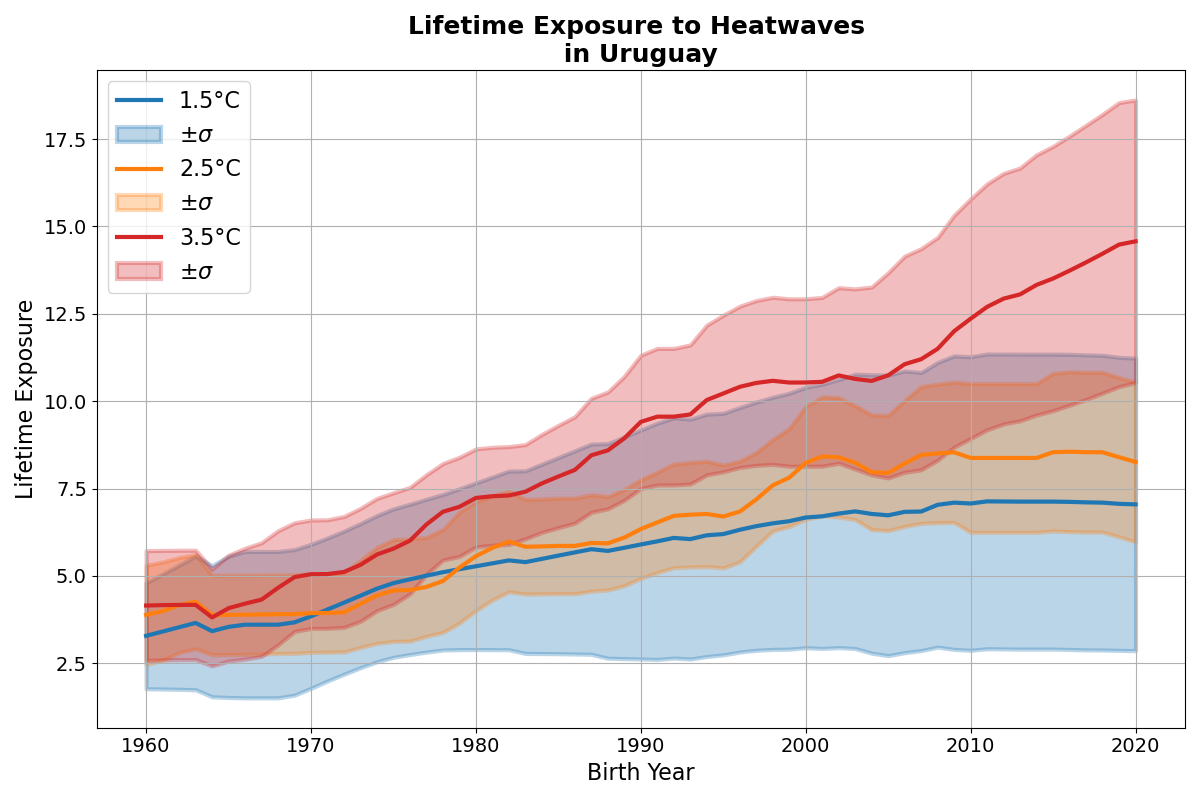 Lifetime Exposure to Heatwaves
in Uruguay
1.5°C
±σ
2.5°C
±σ
3.5°C
±σ
Lifetime Exposure
17.5
15.0
12.5
10.0
7.5
5.0
2.5
1960
1970
1980
1990
2000
2010
2020
Birth Year